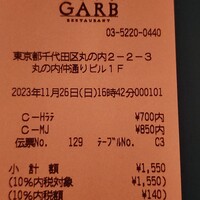 GARB
RESTAURANT
03-5220-0440
東京都千代田区丸の内2-2-3
丸の内仲通りビル1F
2023年11月26日(日)16時42分000101
C-Hﾗﾃ ¥700内
C-MJ ¥850内
伝票No. 129 ﾃｰﾌﾞﾙNo. C3
小 計 額 ¥1,550
(10%内税対象 ¥1,550)
(10%内税額 ¥140)